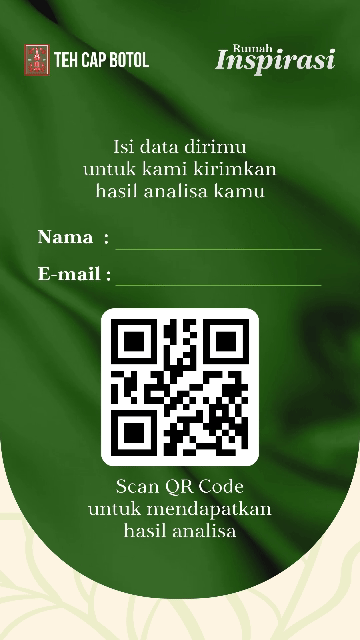 TEH CAP BOTOL
Rumah
Inspirasi
Isi data dirimu
untuk kami kirimkan
hasil analisa kamu
Nama :
E-mail :
Scan QR Code
untuk mendapatkan
hasil analisa